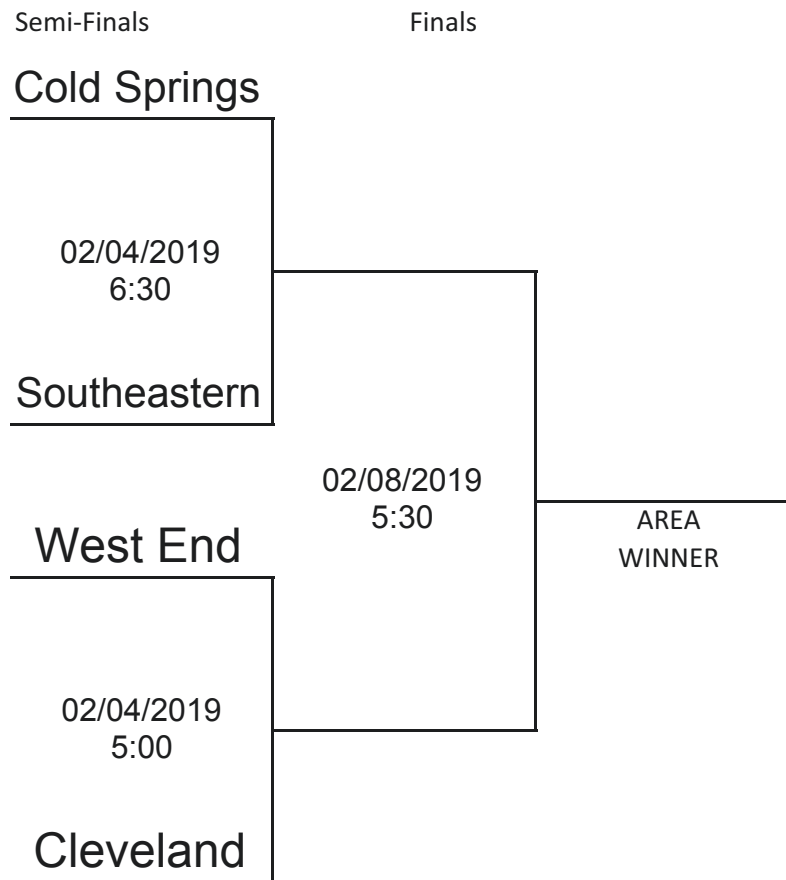 Semi-Finals
Finals
Cold Springs
02/04/2019
6:30
Southeastern
02/08/2019
5:30
AREA
WINNER
West End
02/04/2019
5:00
Cleveland